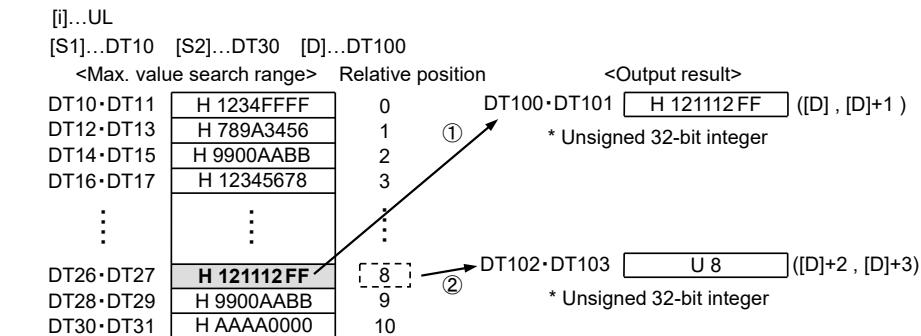 [i]…UL
[S1]…DT10 [S2]…DT30 [D]…DT100
<Max. value search range> Relative position <Output result>
DT10・DT11 H 1234FFFF 0 DT100・DT101 H 121112 FF ([D] , [D]+1 )
DT12・DT13 H 789A3456 1 ① * Unsigned 32-bit integer
DT14・DT15 H 9900AABB 2
DT16・DT17 H 12345678 3
⋮ ⋮ ⋮
DT26・DT27 H 121112 FF 8 ② DT102・DT103 U 8 ([D]+2 , [D]+3)
DT28・DT29 H 9900AABB 9 * Unsigned 32-bit integer
DT30・DT31 H AAAA0000 10